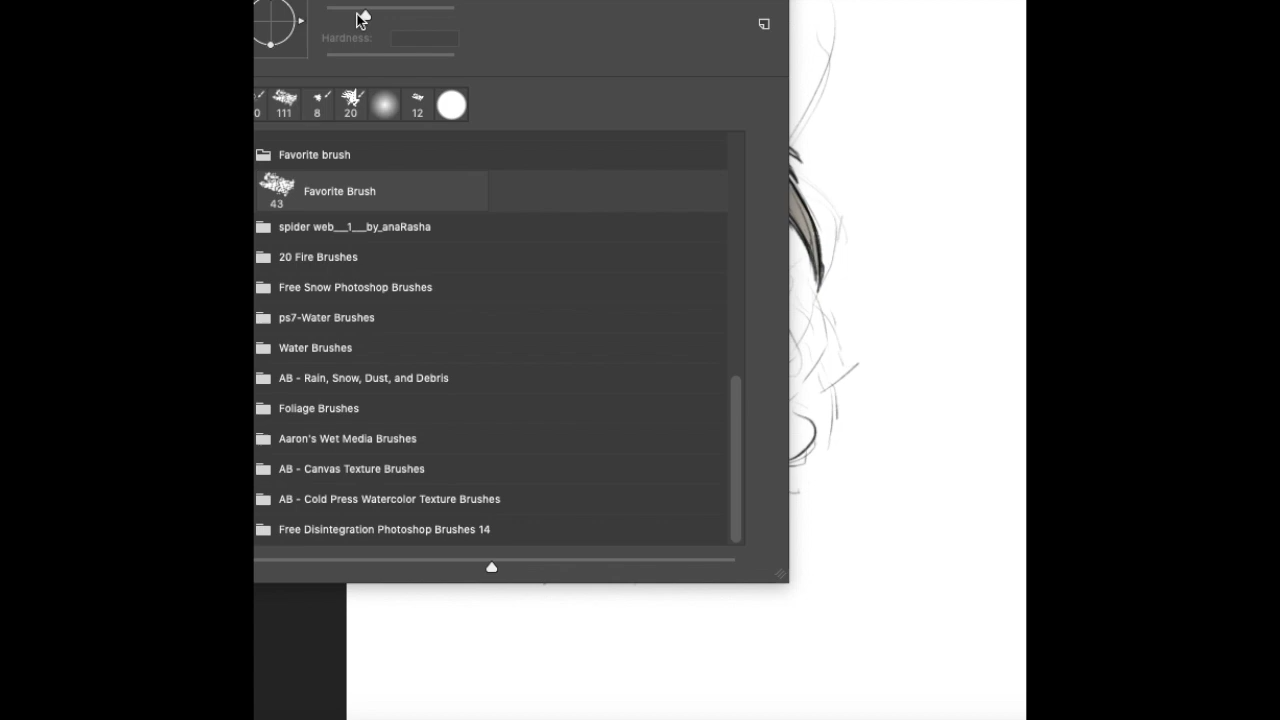 Hardness:
0 111 8 20 12
Favorite brush
Favorite Brush
43
spider web__1__by_anaRasha
20 Fire Brushes
Free Snow Photoshop Brushes
ps7-Water Brushes
Water Brushes
AB - Rain, Snow, Dust, and Debris
Foliage Brushes
Aaron's Wet Media Brushes
AB - Canvas Texture Brushes
AB - Cold Press Watercolor Texture Brushes
Free Disintegration Photoshop Brushes 14